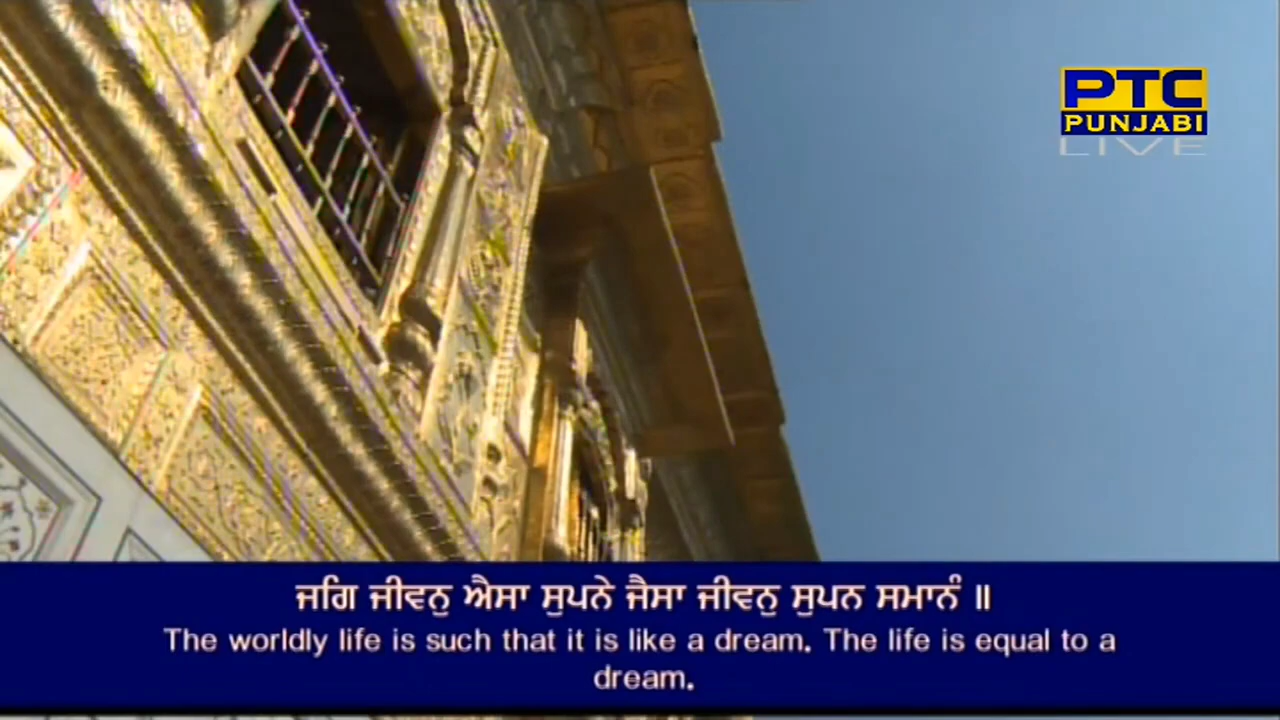 PTC
PUNJABI
LIVE
ਜਗਿ ਜੀਵਨੁ ਐਸਾ ਸੁਪਨੇ ਜੈਸਾ ਜੀਵਨੁ ਸੁਪਨ ਸਮਾਨੰ ॥
The worldly life is such that it is like a dream. The life is equal to a
dream.